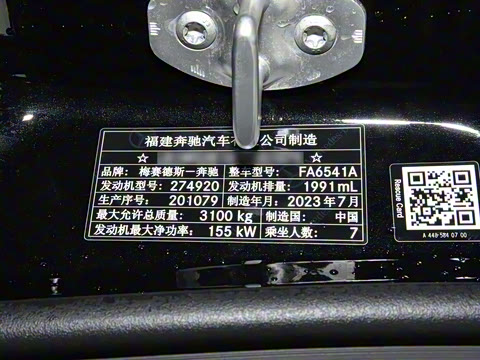 福建奔驰汽车有 公司制造
☆ ☆
品牌: 梅赛德斯－奔驰 整车型号: FA6541A
发动机型号: 274920 发动机排量: 1991mL
生产序号: 201079 制造年月: 2023年7月
最大允许总质量: 3100 kg 制造国: 中国
发动机最大净功率: 155 kW 乘坐人数: 7
Rescue Card
A 448 584 07 00